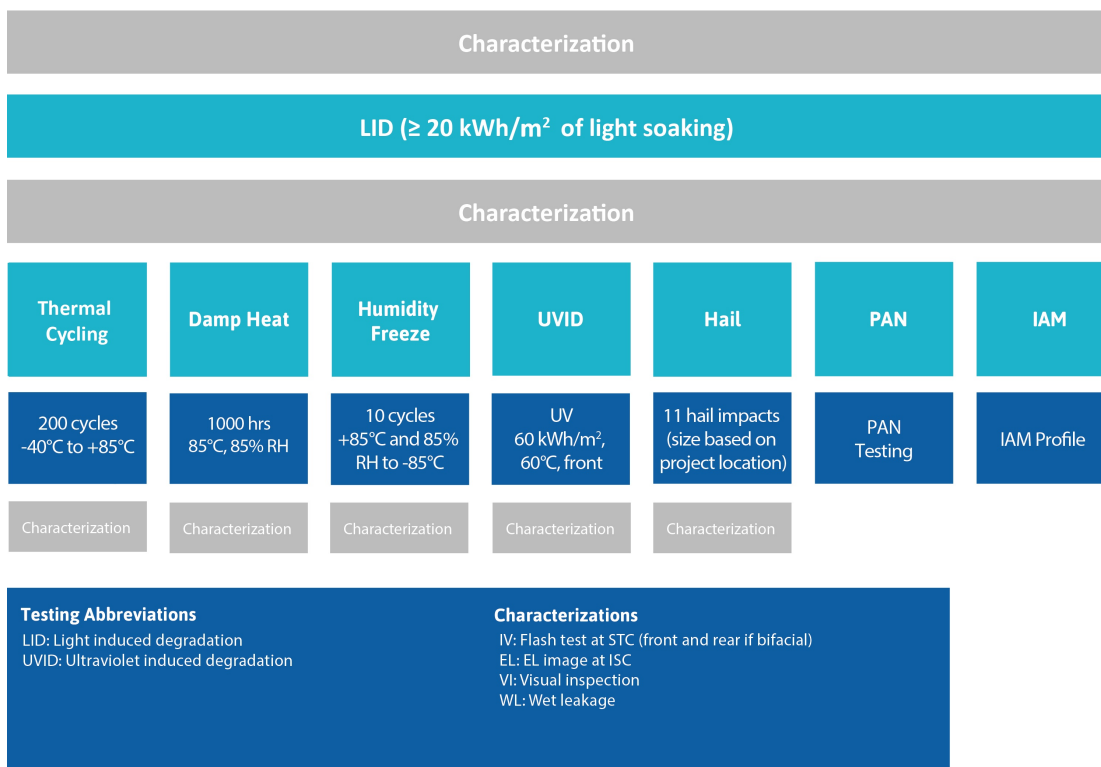 Characterization
LID (≥ 20 kWh/m² of light soaking)
Characterization
Thermal
Cycling
Damp Heat
Humidity
Freeze
UVID
Hail
PAN
IAM
200 cycles
-40°C to +85°C
1000 hrs
85°C, 85% RH
10 cycles
+85°C and 85%
RH to -85°C
UV
60 kWh/m²,
60°C, front
11 hail impacts
(size based on
project location)
PAN
Testing
IAM Profile
Characterization
Characterization
Characterization
Characterization
Characterization
Testing Abbreviations
LID: Light induced degradation
UVID: Ultraviolet induced degradation
Characterizations
IV: Flash test at STC (front and rear if bifacial)
EL: EL image at ISC
VI: Visual inspection
WL: Wet leakage